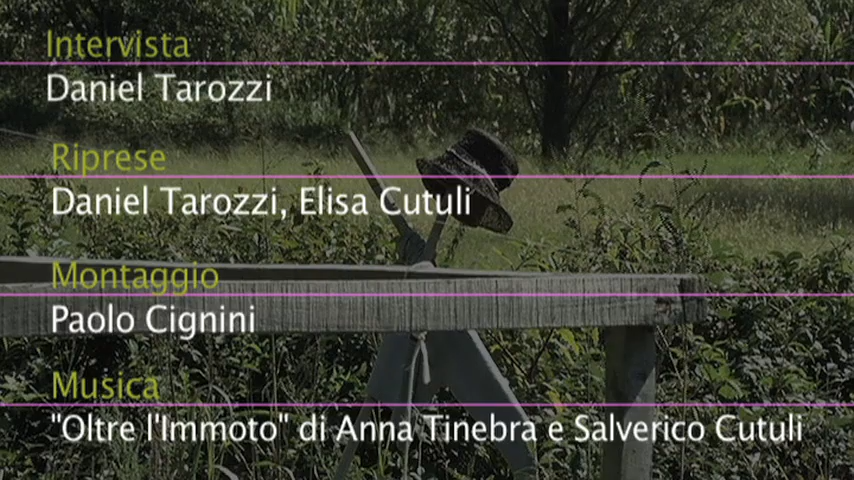 Intervista
Daniel Tarozzi
Riprese
Daniel Tarozzi, Elisa Cutuli
Montaggio
Paolo Cignini
Musica
"Oltre l'Immoto" di Anna Tinebra e Salverico Cutuli